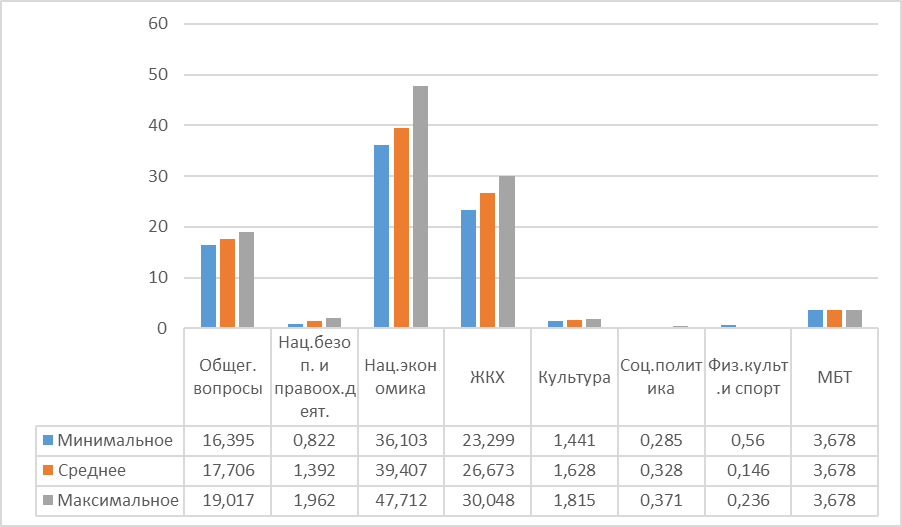 60
50
40
30
20
10
0
Общег.
вопросы
Нац.безо
п. и
правоох.д
еят.
Нац.экон
омика
ЖКХ
Культура
Соц.полит
ика
Физ.культ
.и спорт
МБТ
Минимальное 16,395 0,822 36,103 23,299 1,441 0,285 0,56 3,678
Среднее 17,706 1,392 39,407 26,673 1,628 0,328 0,146 3,678
Максимальное 19,017 1,962 47,712 30,048 1,815 0,371 0,236 3,678